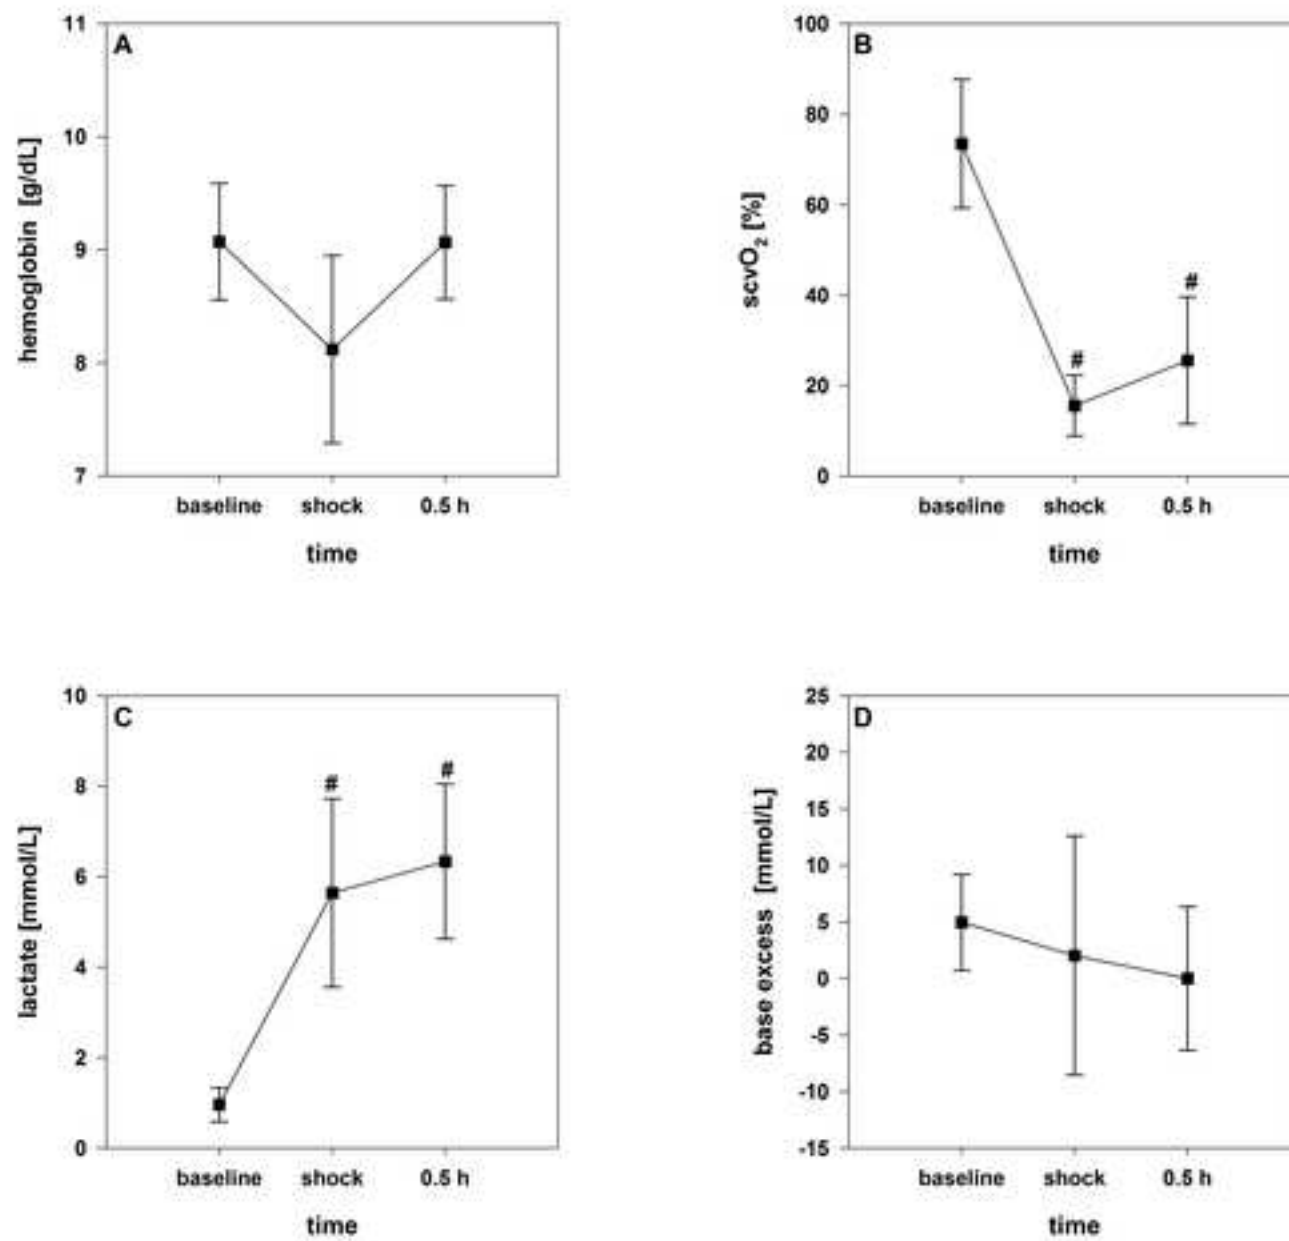 A
11
10
9
8
7
hemoglobin [g/dL]
baseline shock 0.5 h
time
B
100
80
60
40
20
0
scvO2 [%]
#
#
baseline shock 0.5 h
time
C
10
8
6
4
2
0
lactate [mmol/L]
#
#
baseline shock 0.5 h
time
D
25
20
15
10
5
0
-5
-10
-15
base excess [mmol/L]
baseline shock 0.5 h
time